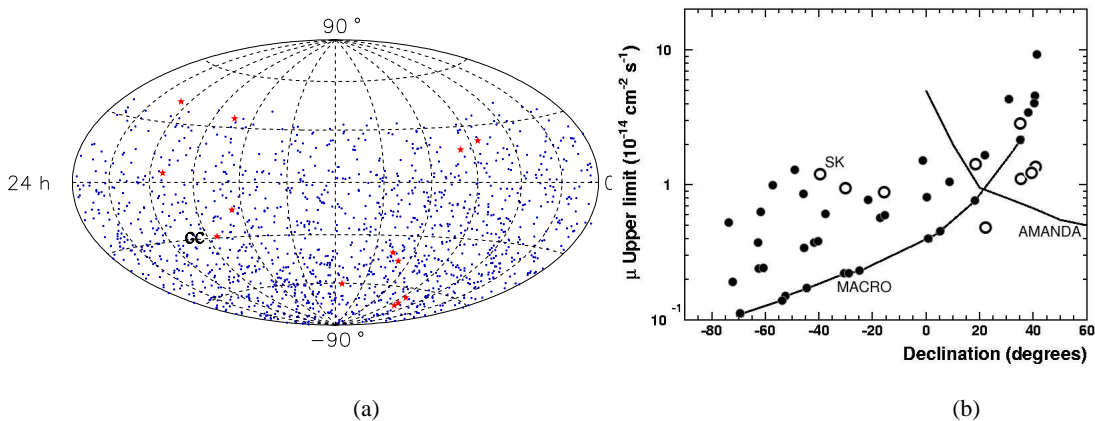 90 °
24 h
0
GC
−90 °
(a)
μ Upper limit (10⁻¹⁴ cm⁻² s⁻¹)
10
1
10⁻¹
SK
MACRO
AMANDA
-80 -60 -40 -20 0 20 40 60
Declination (degrees)
(b)